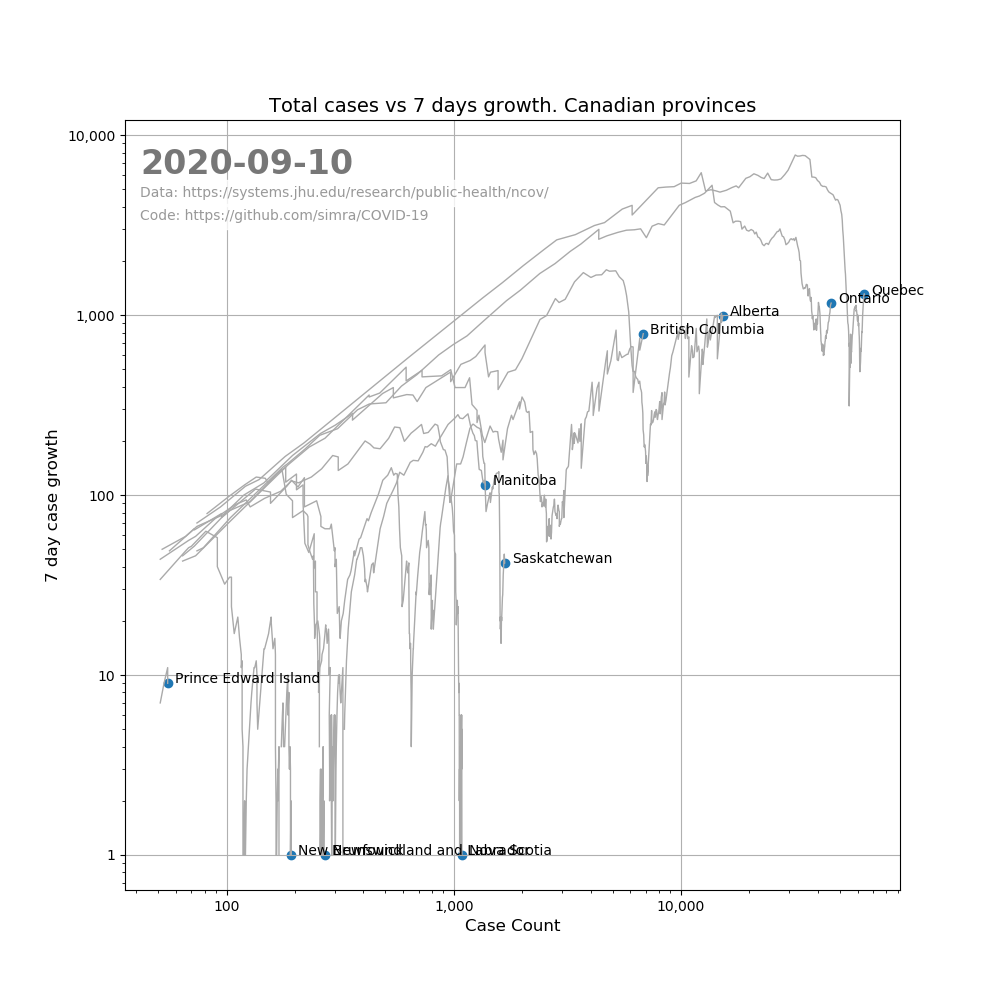 Total cases vs 7 days growth. Canadian provinces
10,000
2020-09-10
Data: https://systems.jhu.edu/research/public-health/ncov/
Code: https://github.com/simra/COVID-19
Quebec
Ontario
1,000
Alberta
British Columbia
7 day case growth
100
Manitoba
Saskatchewan
10
Prince Edward Island
1
New Brunswick
Newfoundland and Labrador
Nova Scotia
100
1,000
10,000
Case Count